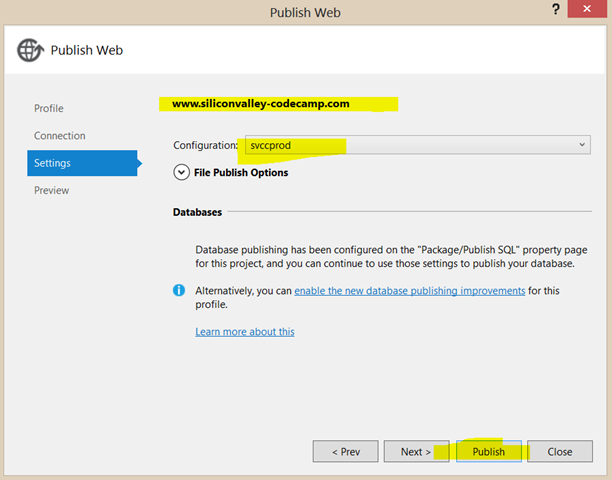 Publish Web
?
Publish Web
Profile
Connection
Settings
Preview
www.siliconvalley-codecamp.com
Configuration: svccprod
File Publish Options
Databases
Database publishing has been configured on the "Package/Publish SQL" property page
for this project, and you can continue to use those settings to publish your database.
Alternatively, you can enable the new database publishing improvements for this
profile.
Learn more about this
< Prev
Next >
Publish
Close